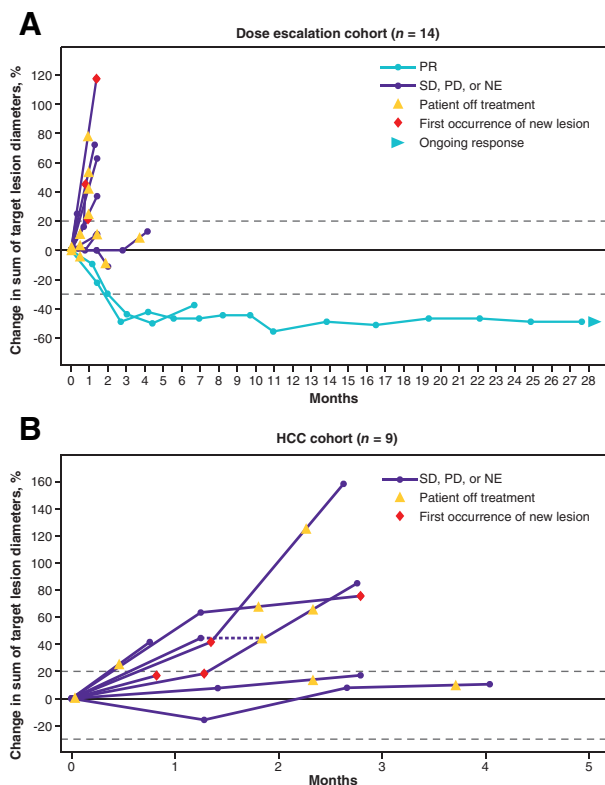 A
Dose escalation cohort (n = 14)
Change in sum of target lesion diameters, %
120
100
80
60
40
20
0
-20
-40
-60
PR
SD, PD, or NE
Patient off treatment
First occurrence of new lesion
Ongoing response
0 1 2 3 4 5 6 7 8 9 10 11 12 13 14 15 16 17 18 19 20 21 22 23 24 25 26 27 28
Months
B
HCC cohort (n = 9)
Change in sum of target lesion diameters, %
160
140
120
100
80
60
40
20
0
-20
SD, PD, or NE
Patient off treatment
First occurrence of new lesion
0 1 2 3 4 5
Months